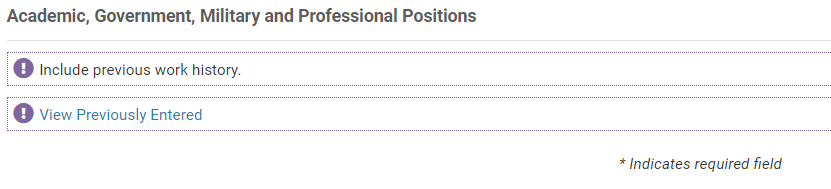 Academic, Government, Military and Professional Positions
Include previous work history.
View Previously Entered
* Indicates required field